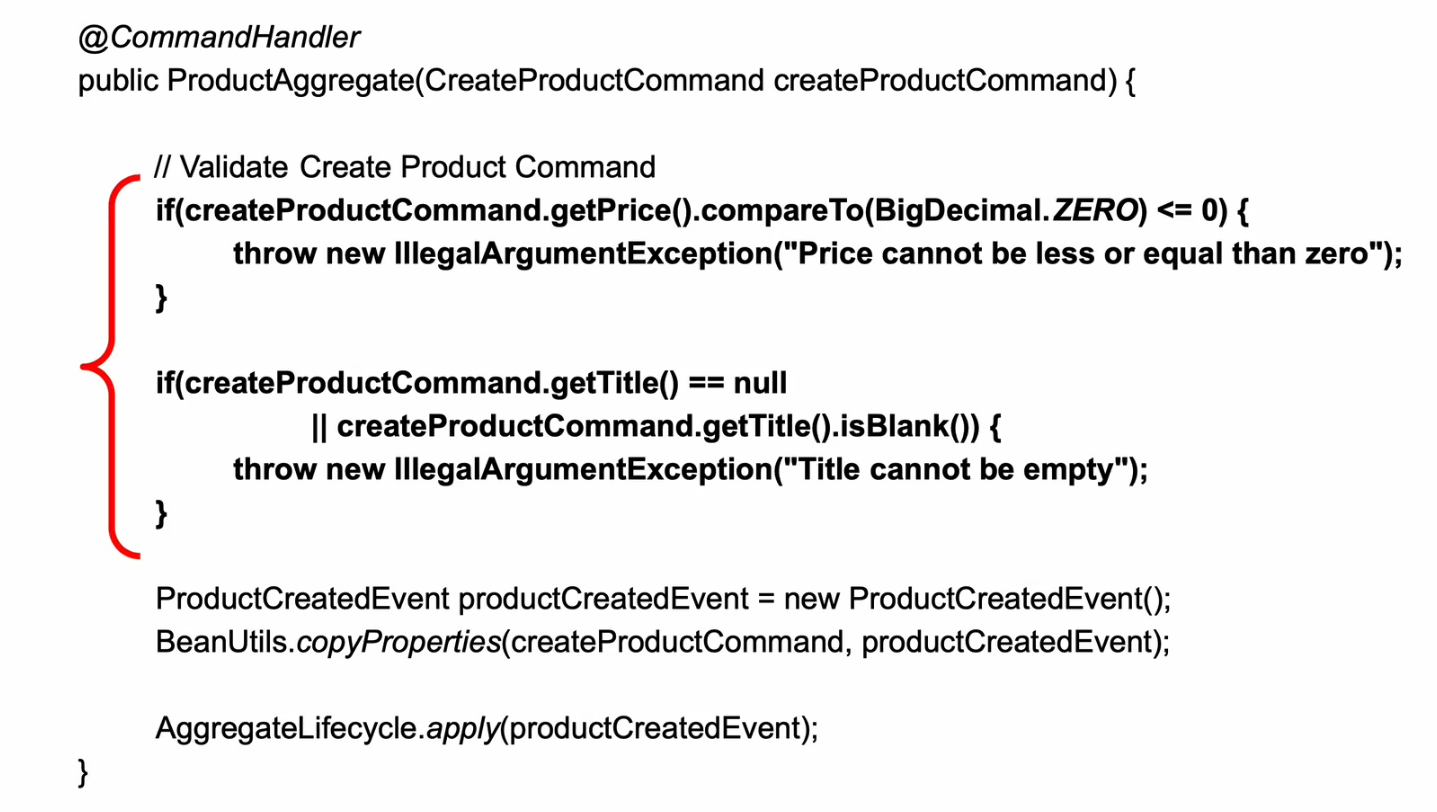 @CommandHandler
public ProductAggregate(CreateProductCommand createProductCommand) {
// Validate Create Product Command
if(createProductCommand.getPrice().compareTo(BigDecimal.ZERO) <= 0) {
throw new IllegalArgumentException("Price cannot be less or equal than zero");
}
if(createProductCommand.getTitle() == null
|| createProductCommand.getTitle().isBlank()) {
throw new IllegalArgumentException("Title cannot be empty");
}
ProductCreatedEvent productCreatedEvent = new ProductCreatedEvent();
BeanUtils.copyProperties(createProductCommand, productCreatedEvent);
AggregateLifecycle.apply(productCreatedEvent);
}